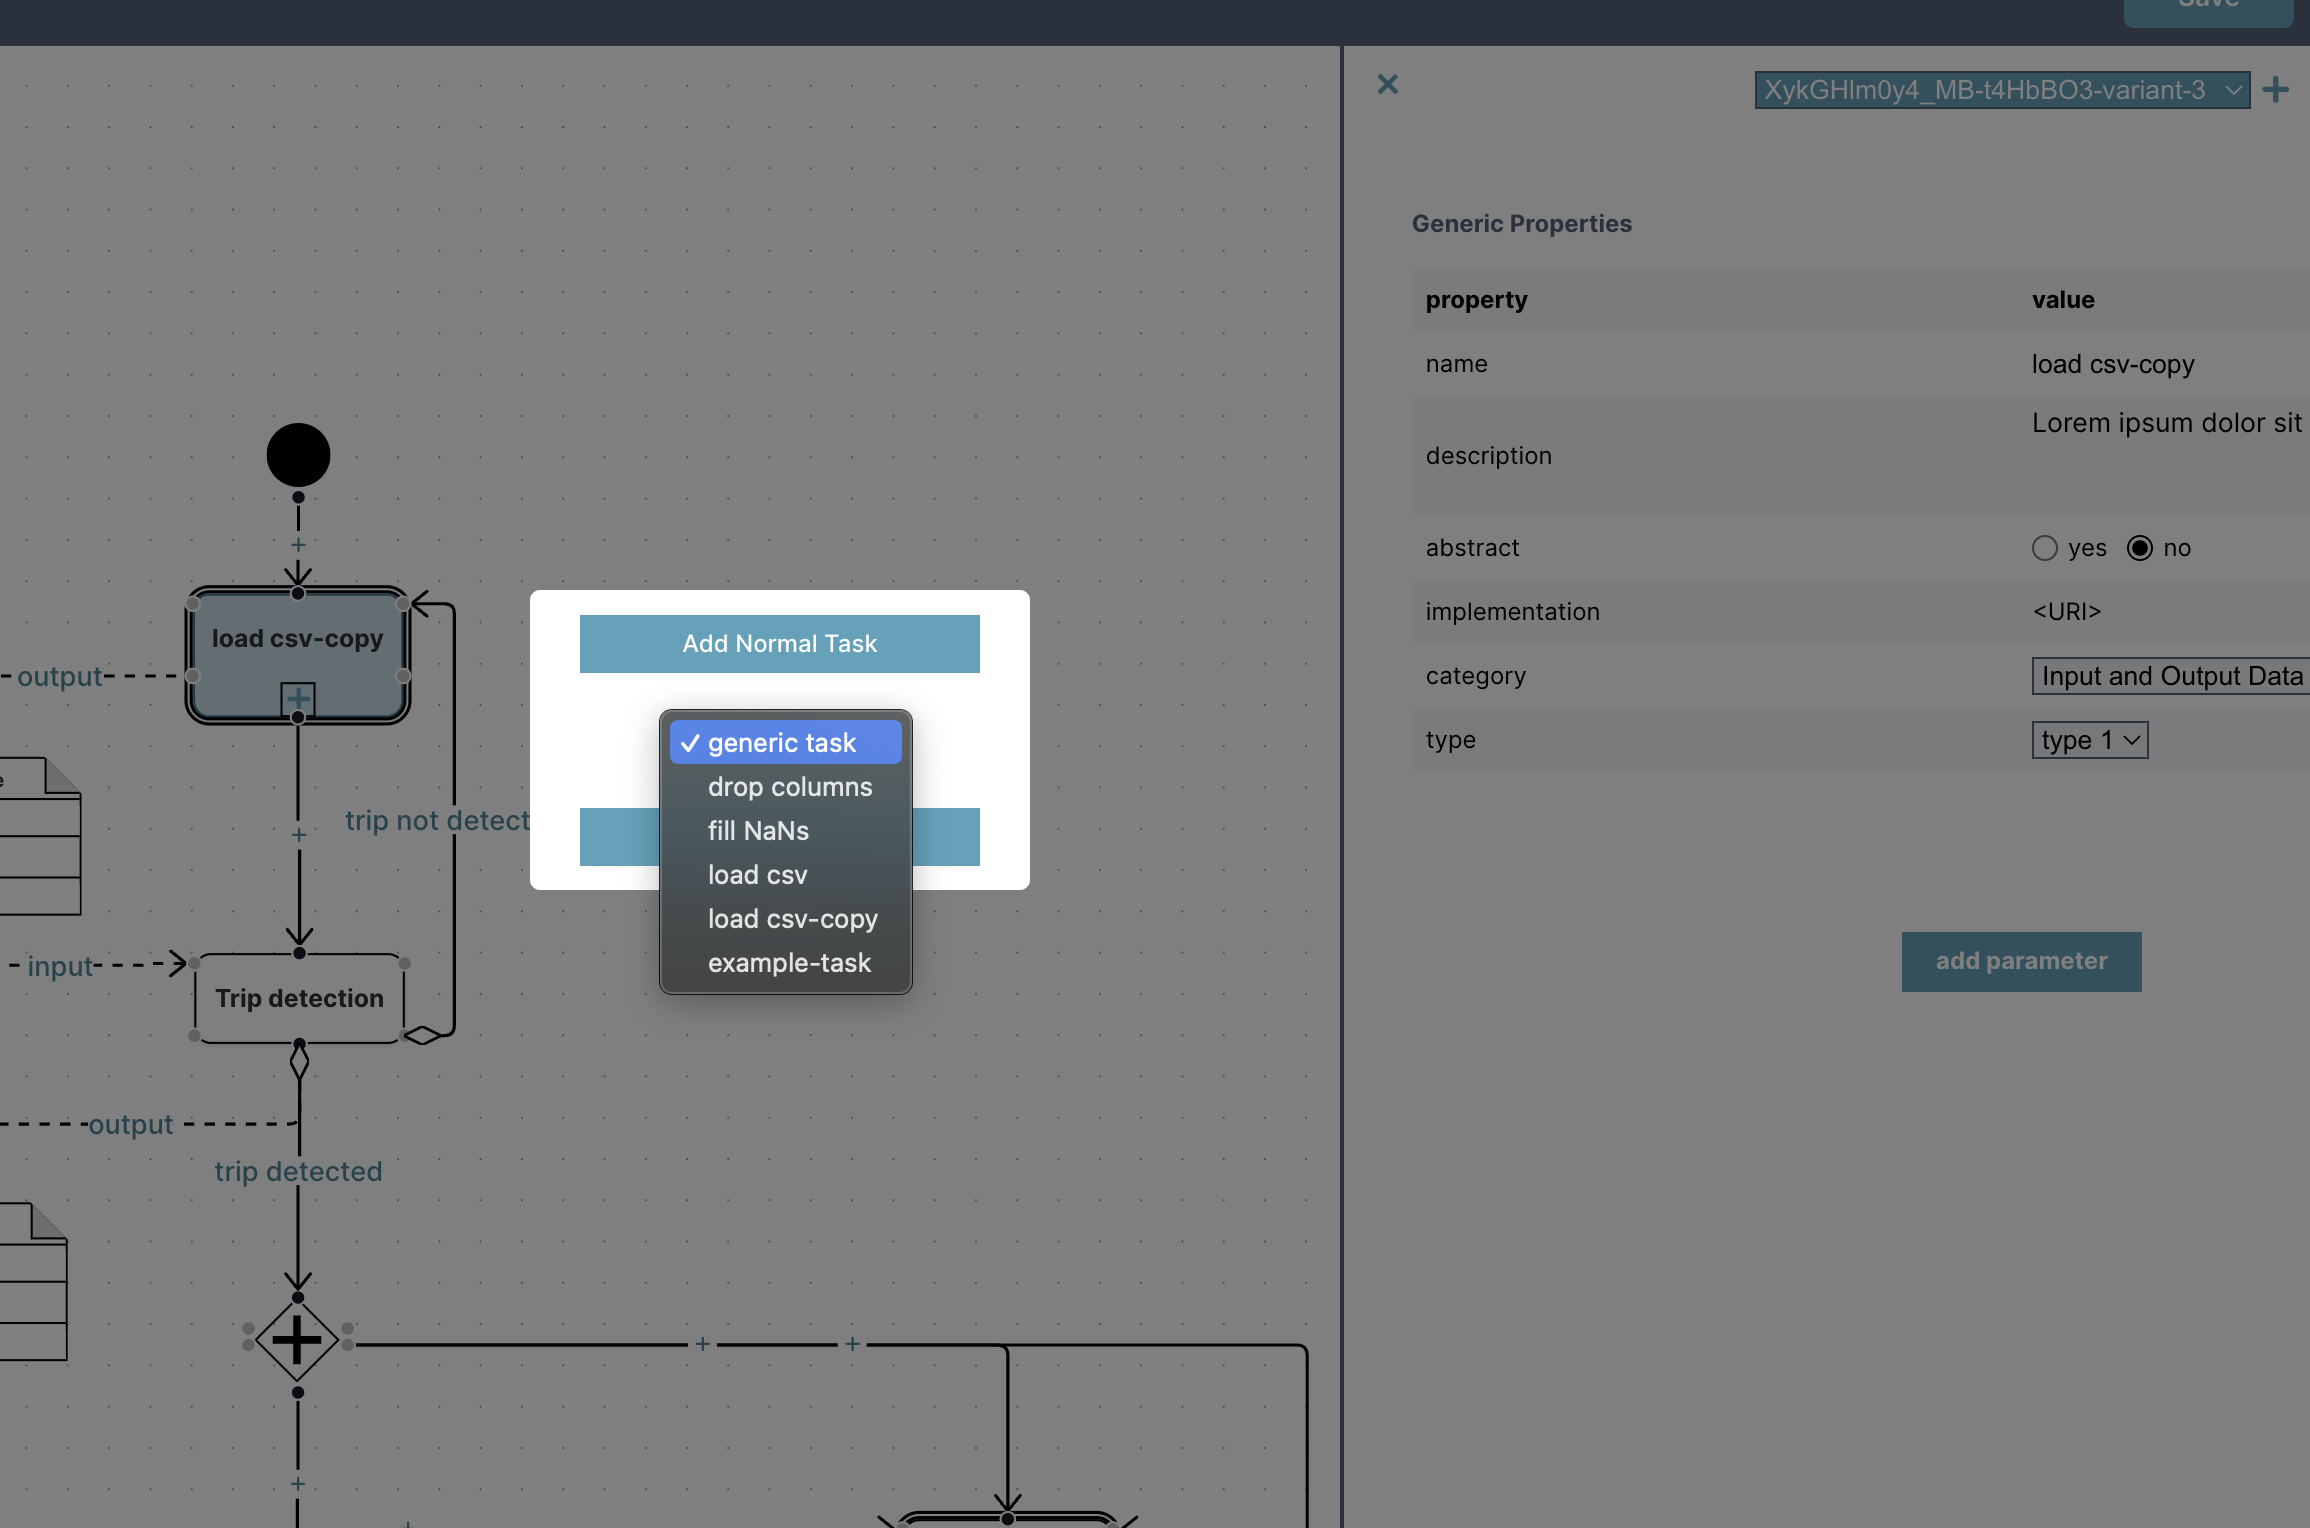 Save
XykGHlm0y4_MB-t4HbBO3-variant-3
Generic Properties
property value
name load csv-copy
description Lorem ipsum dolor sit
abstract yes no
implementation <URI>
category Input and Output Data
type type 1
add parameter
load csv-copy
output
trip not detect
input
Trip detection
output
trip detected
Add Normal Task
generic task
drop columns
fill NaNs
load csv
load csv-copy
example-task